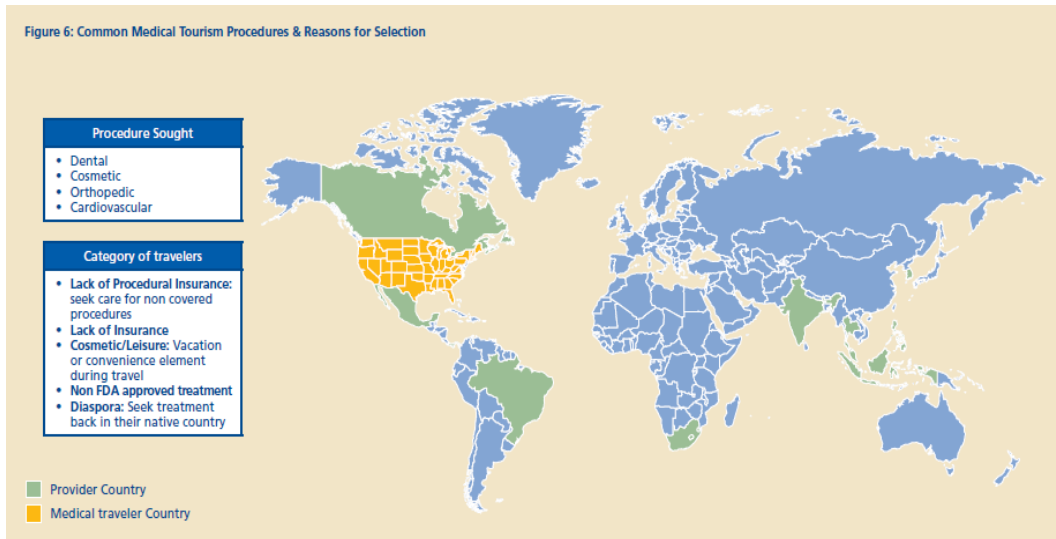 Figure 6: Common Medical Tourism Procedures & Reasons for Selection
Procedure Sought
• Dental
• Cosmetic
• Orthopedic
• Cardiovascular
Category of travelers
• Lack of Procedural Insurance:
seek care for non covered
procedures
• Lack of Insurance
• Cosmetic/Leisure: Vacation
or convenience element
during travel
• Non FDA approved treatment
• Diaspora: Seek treatment
back in their native country
Provider Country
Medical traveler Country